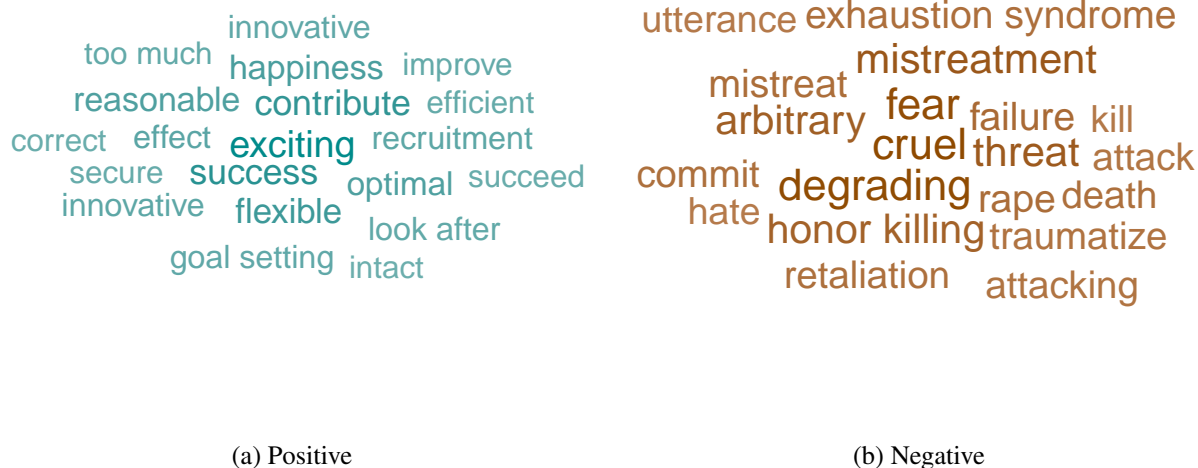 innovative
too much happiness improve
reasonable contribute efficient
correct effect exciting recruitment
secure success optimal succeed
innovative flexible look after
goal setting intact
(a) Positive
utterance exhaustion syndrome
mistreatment
mistreat fear failure kill
arbitrary cruel threat attack
commit degrading rape death
hate honor killing traumatize
retaliation attacking
(b) Negative